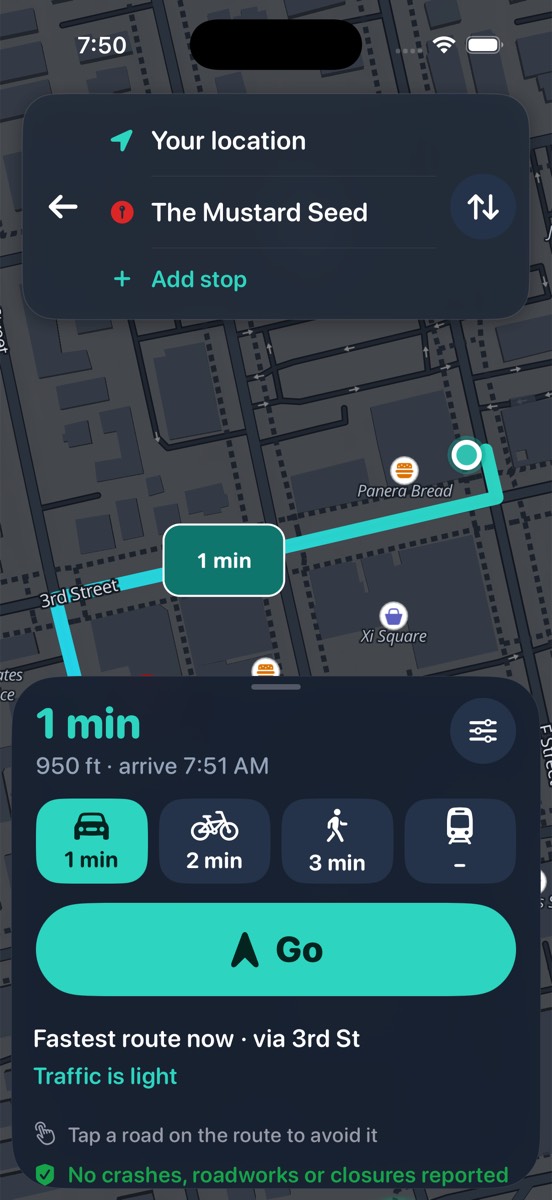 7:50
Your location
The Mustard Seed
+ Add stop
Panera Bread
1 min
3rd Street
Xi Square
1 min
950 ft · arrive 7:51 AM
1 min
2 min
3 min
–
Go
Fastest route now · via 3rd St
Traffic is light
Tap a road on the route to avoid it
No crashes, roadworks or closures reported